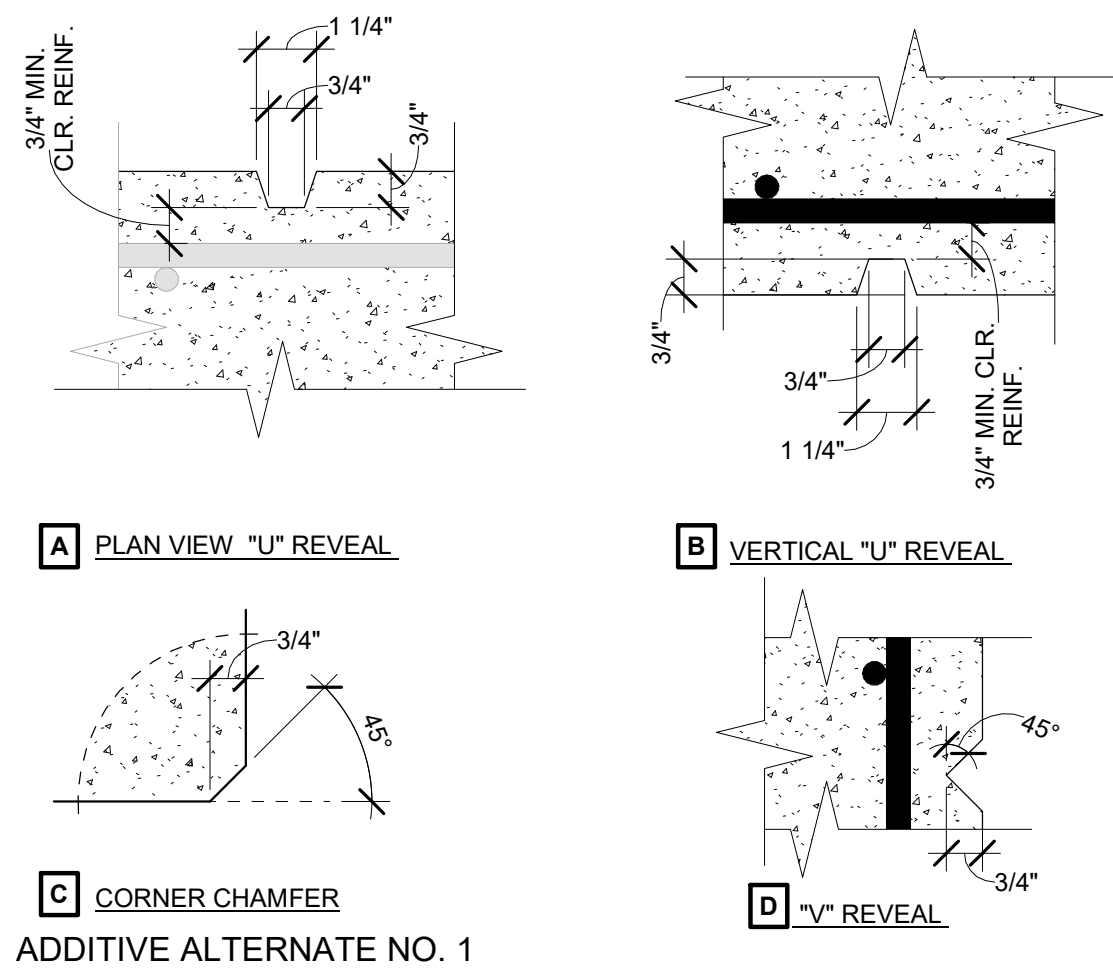 1 1/4"
3/4"
3/4"
3/4" MIN.
CLR. REINF.
A PLAN VIEW "U" REVEAL
3/4"
3/4"
1 1/4"
3/4" MIN. CLR.
REINF.
B VERTICAL "U" REVEAL
3/4"
45°
C CORNER CHAMFER
45°
3/4"
D "V" REVEAL
ADDITIVE ALTERNATE NO. 1